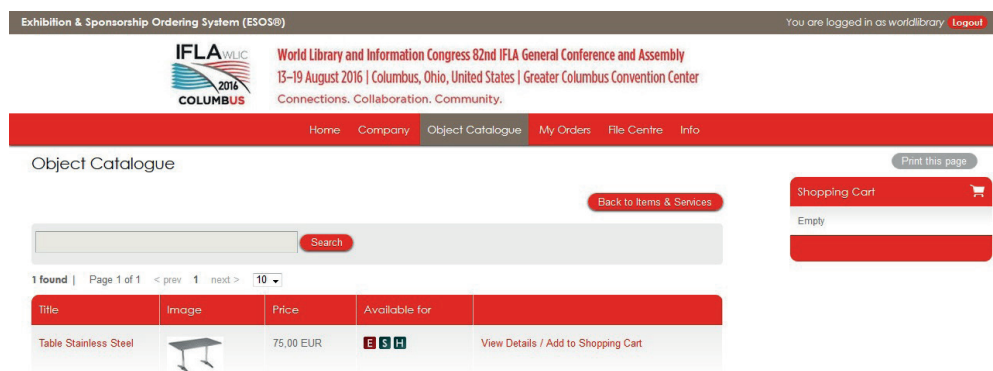 Exhibition & Sponsorship Ordering System (ESOS®)
You are logged in as worldlibrary Logout
IFLA WLIC
2016
COLUMBUS
World Library and Information Congress 82nd IFLA General Conference and Assembly
13–19 August 2016 | Columbus, Ohio, United States | Greater Columbus Convention Center
Connections. Collaboration. Community.
Home Company Object Catalogue My Orders File Centre Info
Object Catalogue
Print this page
Back to Items & Services
Shopping Cart
Empty
Search
1 found | Page 1 of 1 < prev 1 next > 10
Title Image Price Available for
Table Stainless Steel 75,00 EUR E S H View Details / Add to Shopping Cart